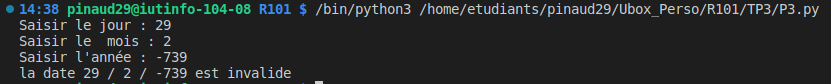 14:38 pinaud29@iutinfo-104-08 R101 $ /bin/python3 /home/etudiants/pinaud29/Ubox_Perso/R101/TP3/P3.py
Saisir le jour : 29
Saisir le  mois : 2
Saisir l'année : -739
la date 29 / 2 / -739 est invalide